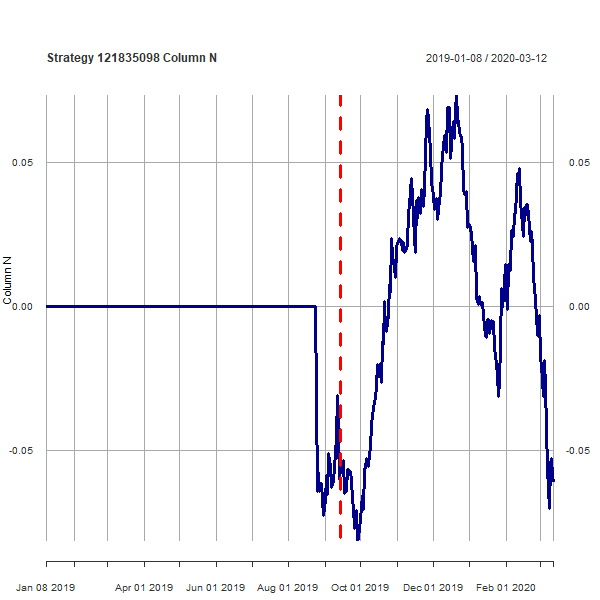 Strategy 121835098 Column N
2019-01-08 / 2020-03-12
Column N
0.05
0.05
0.00
0.00
-0.05
-0.05
Jan 08 2019
Apr 01 2019
Jun 01 2019
Aug 01 2019
Oct 01 2019
Dec 01 2019
Feb 01 2020